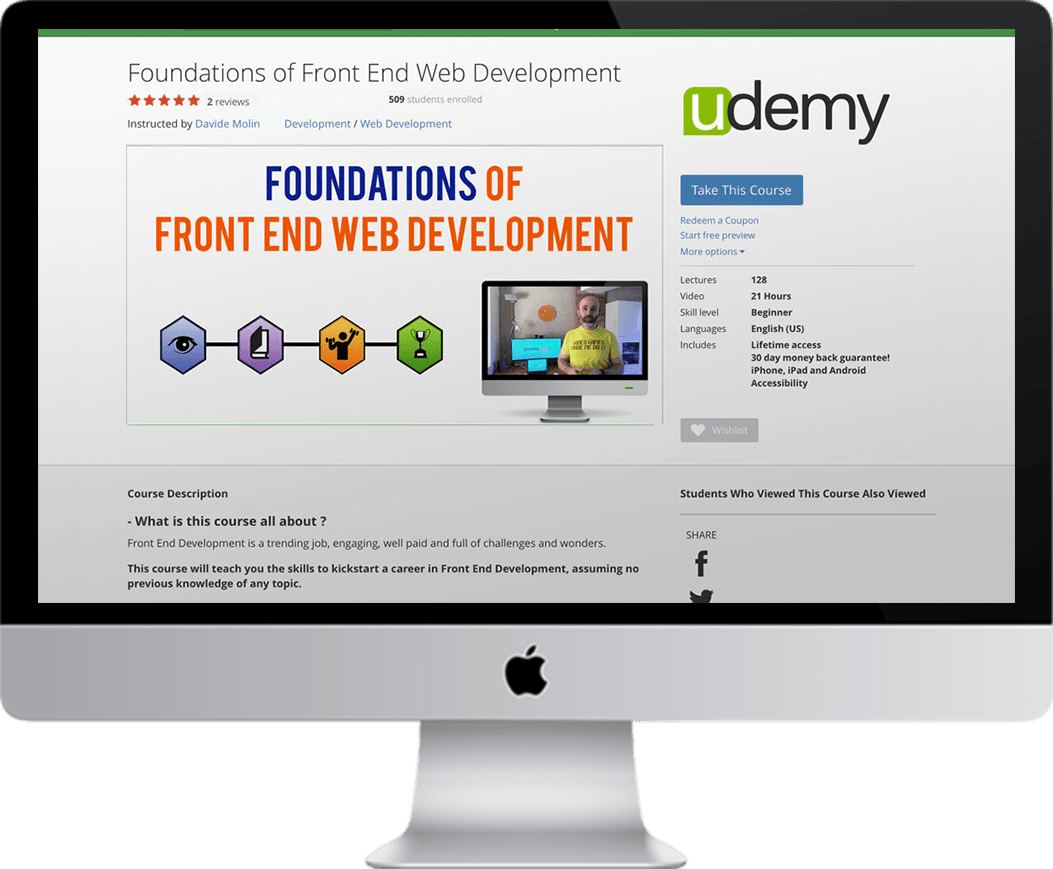 Foundations of Front End Web Development
2 reviews
509 students enrolled
Instructed by Davide Molin
Development / Web Development
FOUNDATIONS OF
FRONT END WEB DEVELOPMENT
udemy
Take This Course
Redeem a Coupon
Start free preview
More options
Lectures 128
Video 21 Hours
Skill level Beginner
Languages English (US)
Includes Lifetime access
30 day money back guarantee!
iPhone, iPad and Android
Accessibility
Wishlist
Course Description
- What is this course all about ?
Front End Development is a trending job, engaging, well paid and full of challenges and wonders.
This course will teach you the skills to kickstart a career in Front End Development, assuming no
previous knowledge of any topic.
Students Who Viewed This Course Also Viewed
SHARE